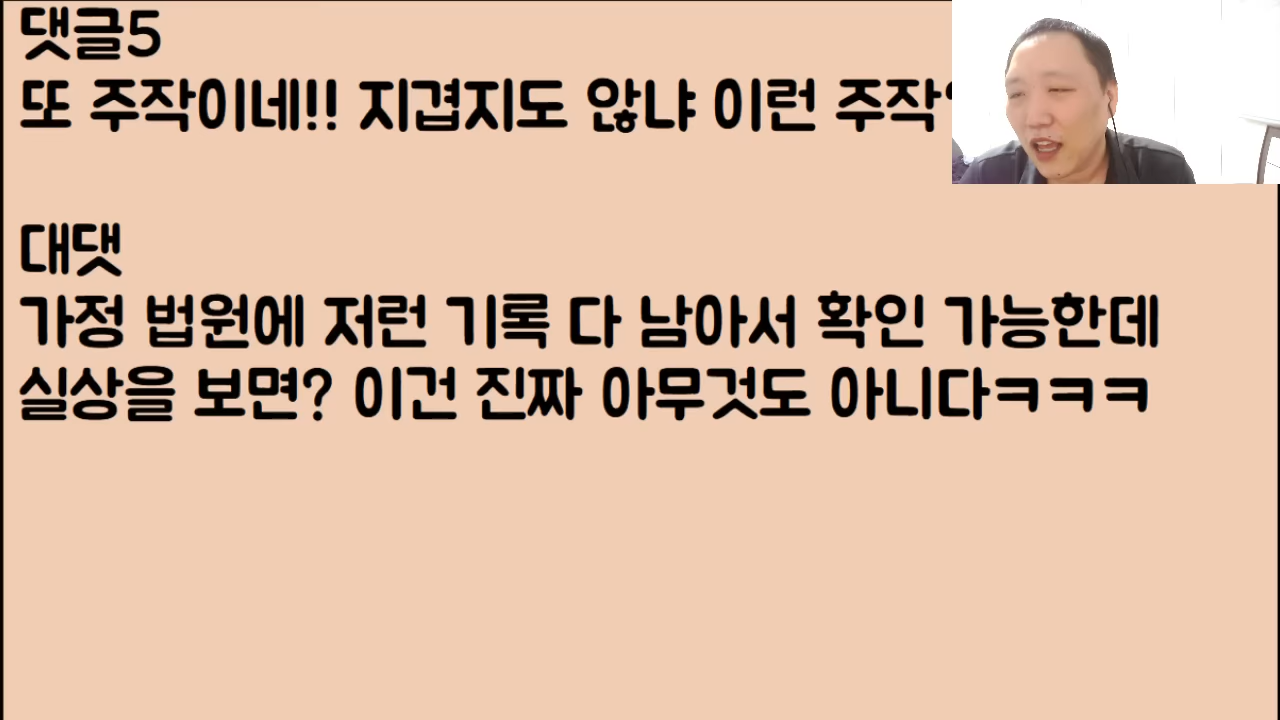 댓글5
또 주작이네!! 지겹지도 않냐 이런
대댓
가정 법원에 저런 기록 다 남아서 확인 가능한데
실상을 보면? 이건 진짜 아무것도 아니다ㅋㅋㅋ